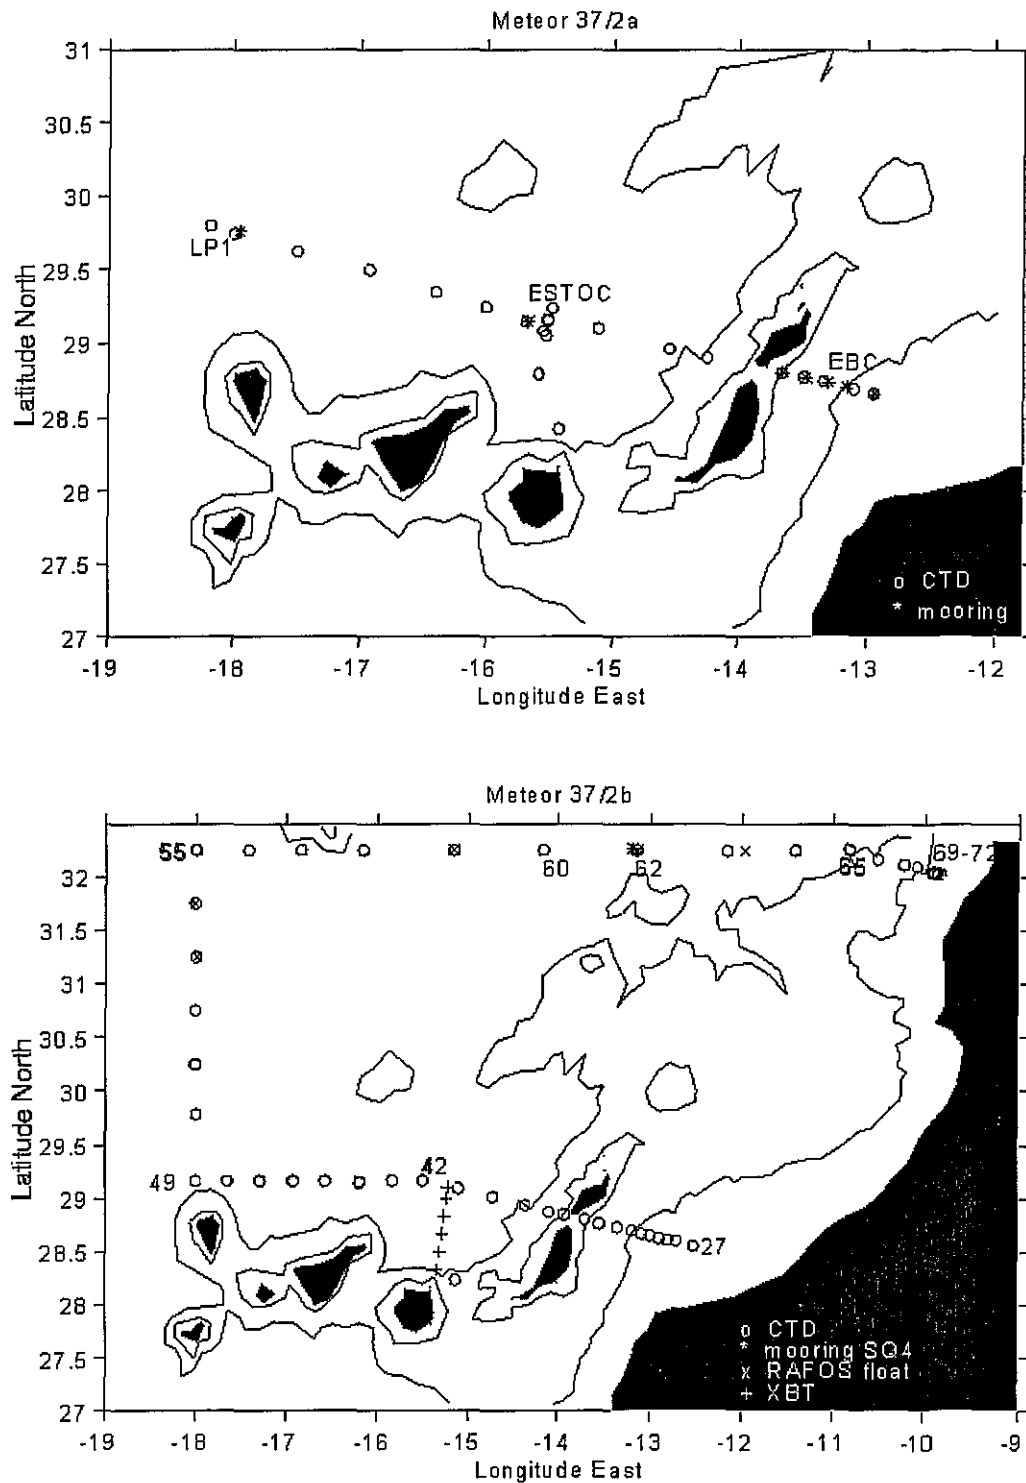 Meteor 37/2a
31
30.5
30
29.5
29
28.5
28
27.5
27
Latitude North
LP1
ESTOC
EBC
o CTD
* mooring
-19 -18 -17 -16 -15 -14 -13 -12
Longitude East
Meteor 37/2b
55 60 62 65 69-72
32
31.5
31
30.5
30
29.5
29
28.5
28
27.5
27
Latitude North
49
42
27
o CTD
* mooring SQ4
x RAFOS float
+ XBT
-19 -18 -17 -16 -15 -14 -13 -12 -11 -10 -9
Longitude East